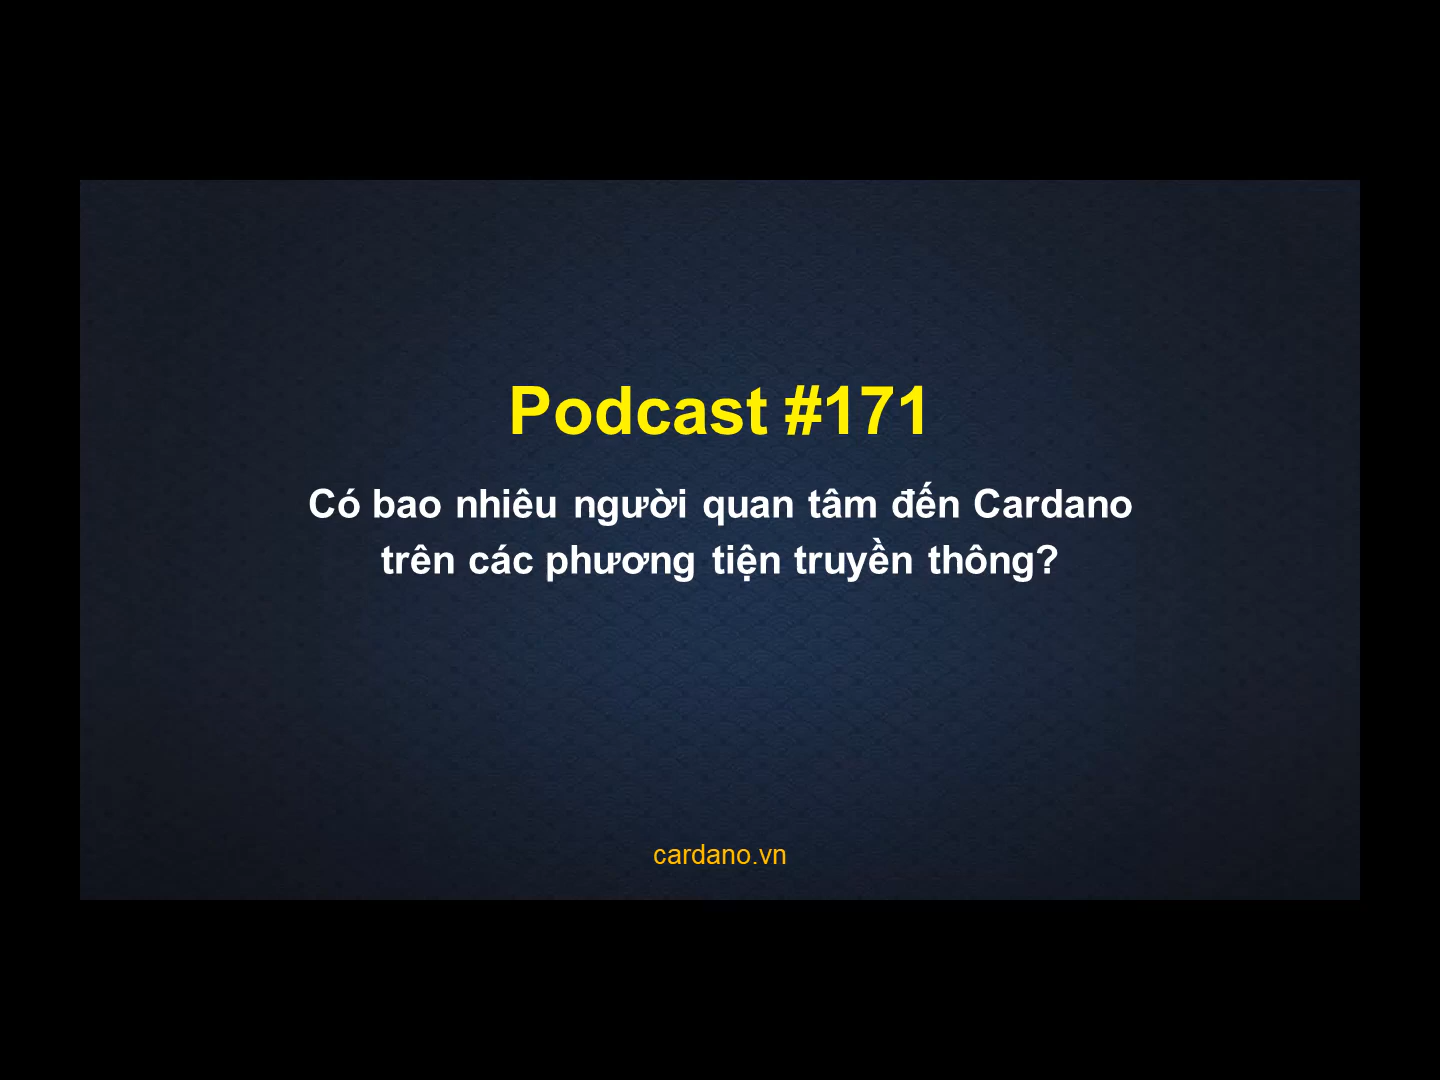 Podcast #171
Có bao nhiêu người quan tâm đến Cardano
trên các phương tiện truyền thông?
cardano.vn